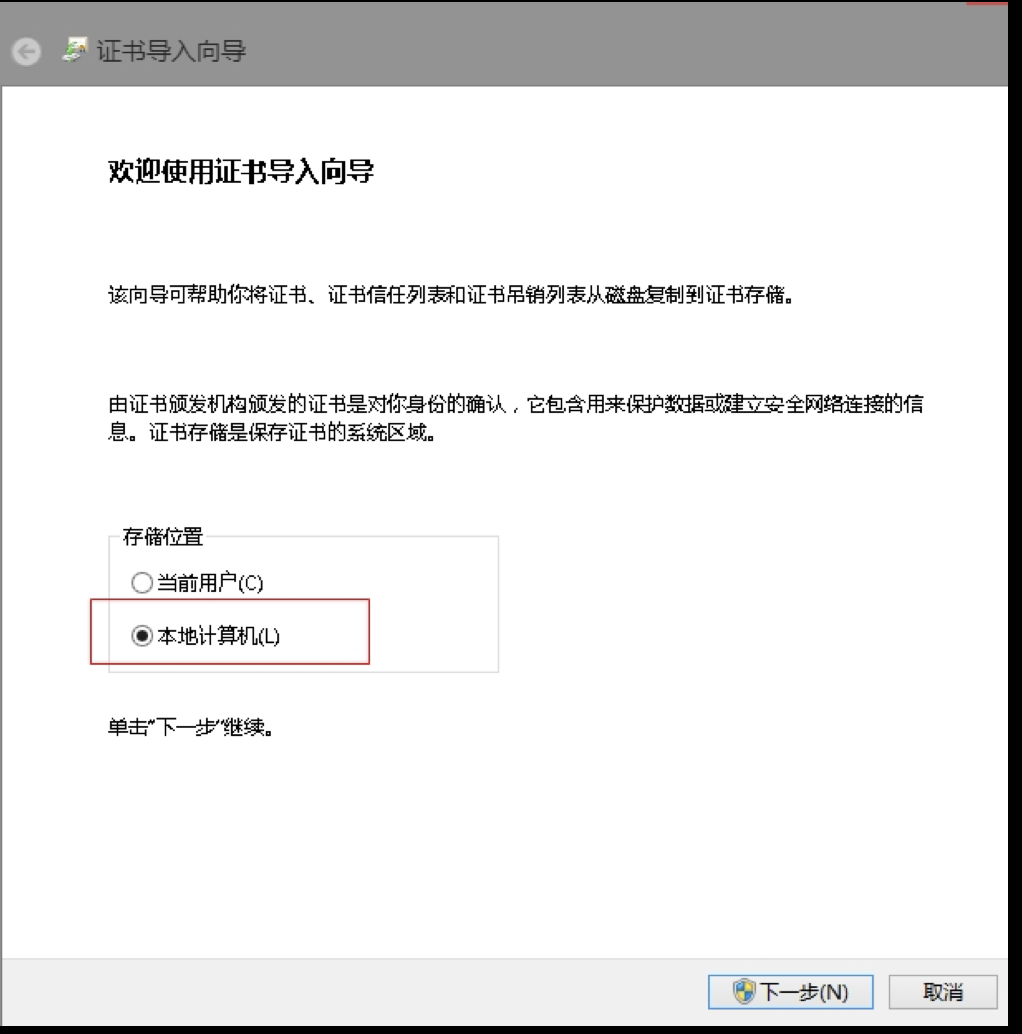 证书导入向导
欢迎使用证书导入向导
该向导可帮助你将证书、证书信任列表和证书吊销列表从磁盘复制到证书存储。
由证书颁发机构颁发的证书是对你身份的确认，它包含用来保护数据或建立安全网络连接的信
息。证书存储是保存证书的系统区域。
存储位置
当前用户(C)
本地计算机(L)
单击"下一步"继续。
下一步(N)
取消